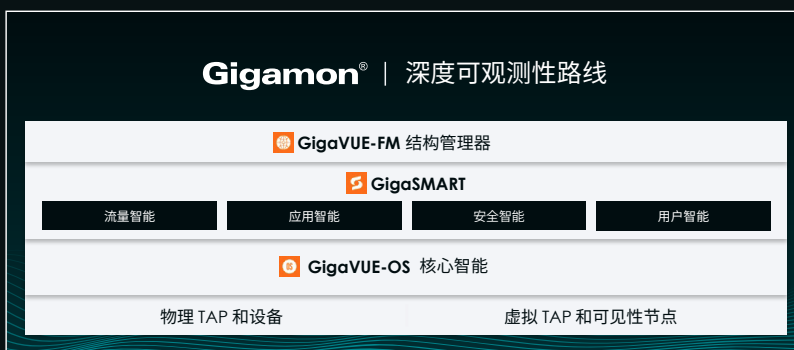 Gigamon® | 深度可观测性路线
GigaVUE-FM 结构管理器
GigaSMART
流量智能 应用智能 安全智能 用户智能
GigaVUE-OS 核心智能
物理 TAP 和设备 虚拟 TAP 和可见性节点